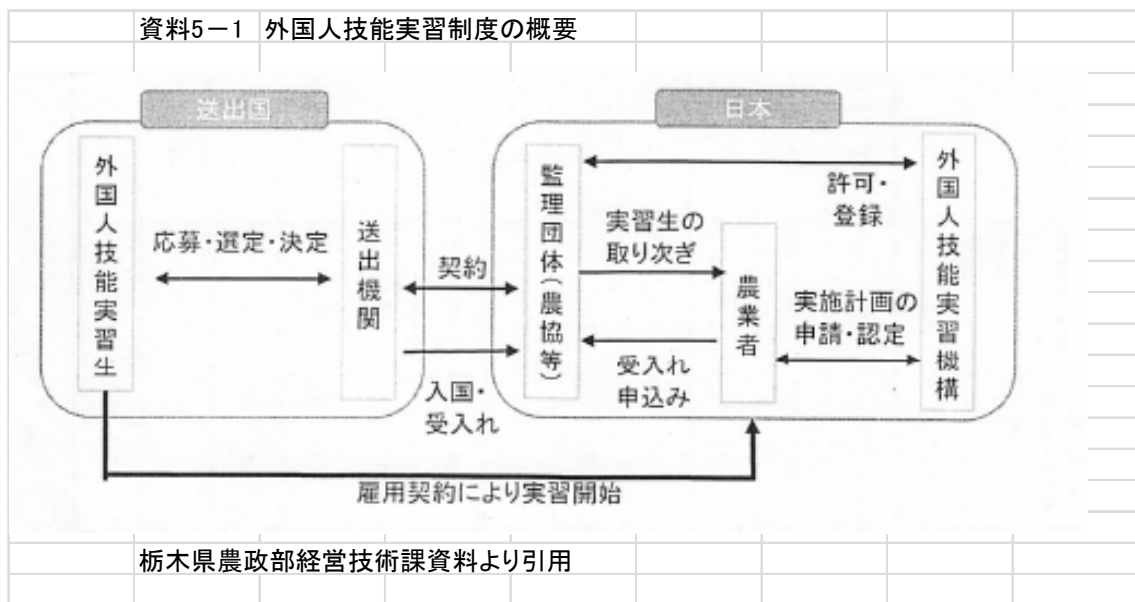 資料5－1 外国人技能実習制度の概要
送出国
日本
外国人技能実習生
応募・選定・決定
送出機関
契約
入国・
受入れ
監理団体(農協等)
実習生の
取り次ぎ
受入れ
申込み
農業者
許可・
登録
実施計画の
申請・認定
外国人技能実習機構
雇用契約により実習開始
栃木県農政部経営技術課資料より引用